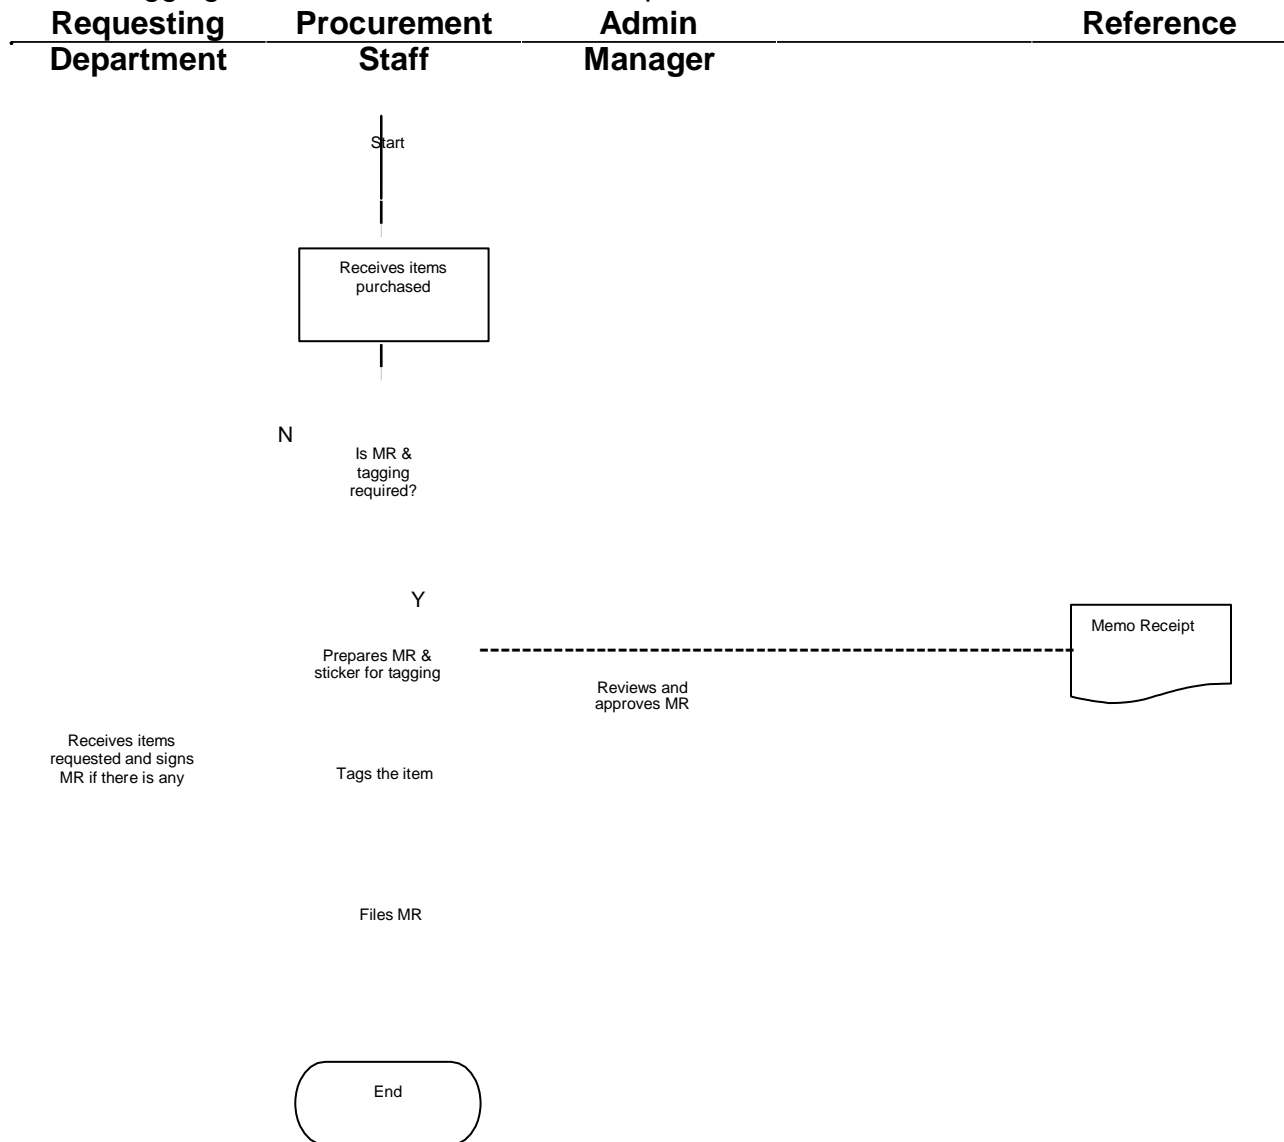 Requesting Procurement Admin Reference
Department Staff Manager
Start
Receives items
purchased
N
Is MR &
tagging
required?
Y
Memo Receipt
Prepares MR &
sticker for tagging
Reviews and
approves MR
Receives items
requested and signs
MR if there is any
Tags the item
Files MR
End